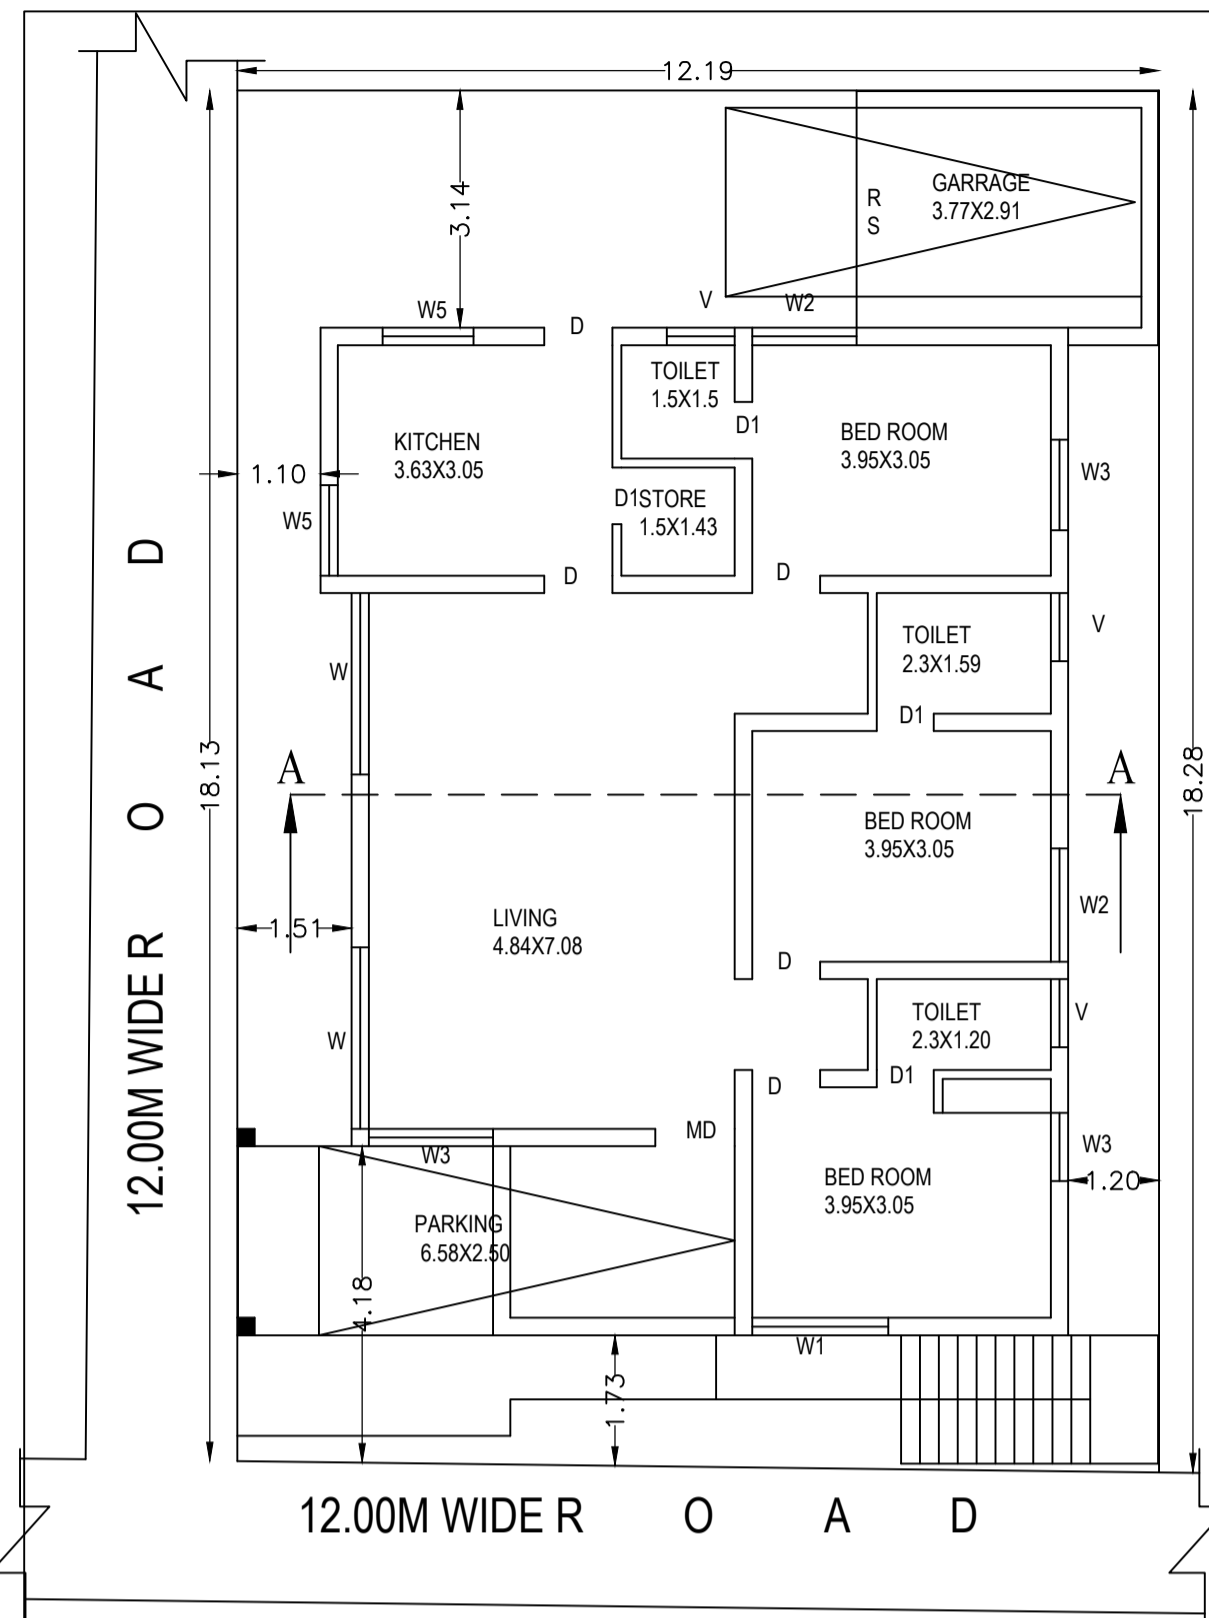 12.19
3.14
GARRAGE
3.77X2.91
R
S
W5
D
V
W2
TOILET
1.5X1.5
D1
KITCHEN
3.63X3.05
BED ROOM
3.95X3.05
1.10
W3
W5
D1
STORE
1.5X1.43
D
D
TOILET
2.3X1.59
V
W
D1
18.13
A
A
18.28
BED ROOM
3.95X3.05
W2
LIVING
4.84X7.08
1.51
D
TOILET
2.3X1.20
V
W
D
D1
MD
W3
W3
BED ROOM
3.95X3.05
1.20
PARKING
6.58X2.50
4.18
W1
1.73
12.00M WIDE R O A D
12.00M WIDE R O A D